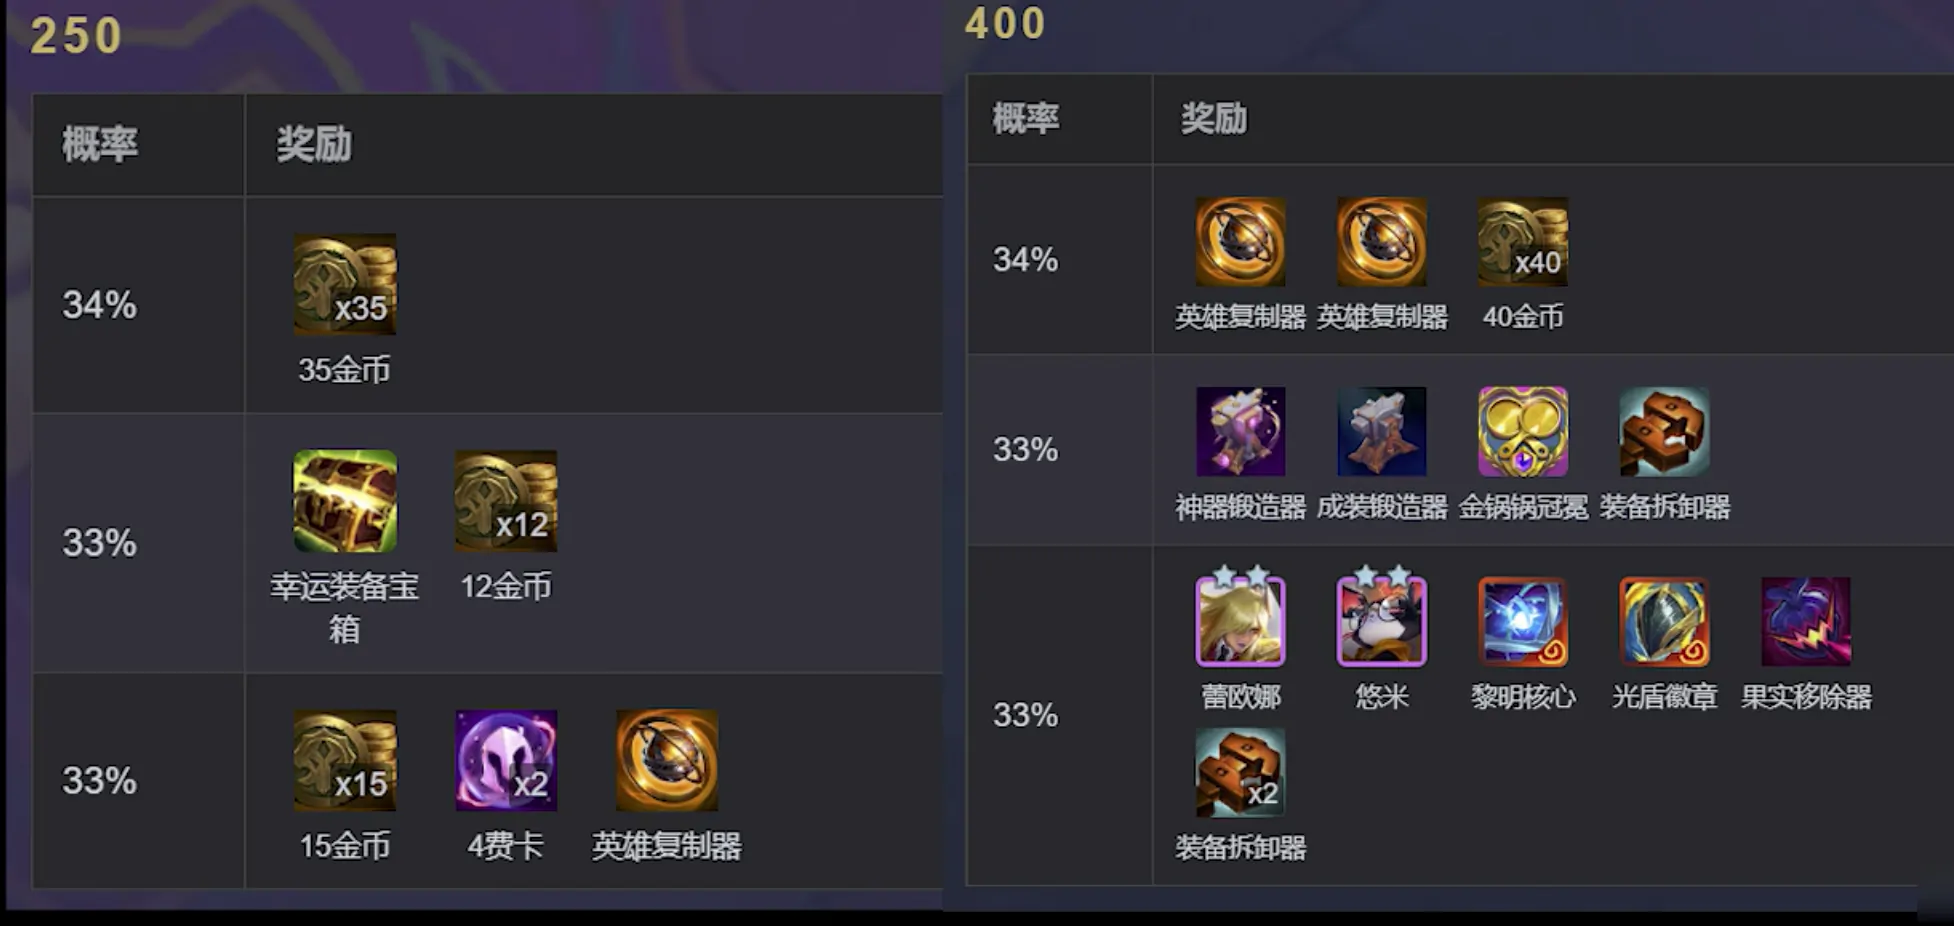 250
概率 奖励
34%
x35
35金币
33%
x12
幸运装备宝
箱
12金币
33%
x15 x2
15金币 4费卡 英雄复制器
400
概率 奖励
34%
x40
英雄复制器 英雄复制器 40金币
33%
神器锻造器 成装锻造器 金锅锅冠冕 装备拆卸器
33%
蕾欧娜 悠米 黎明核心 光盾徽章 果实移除器
x2
装备拆卸器